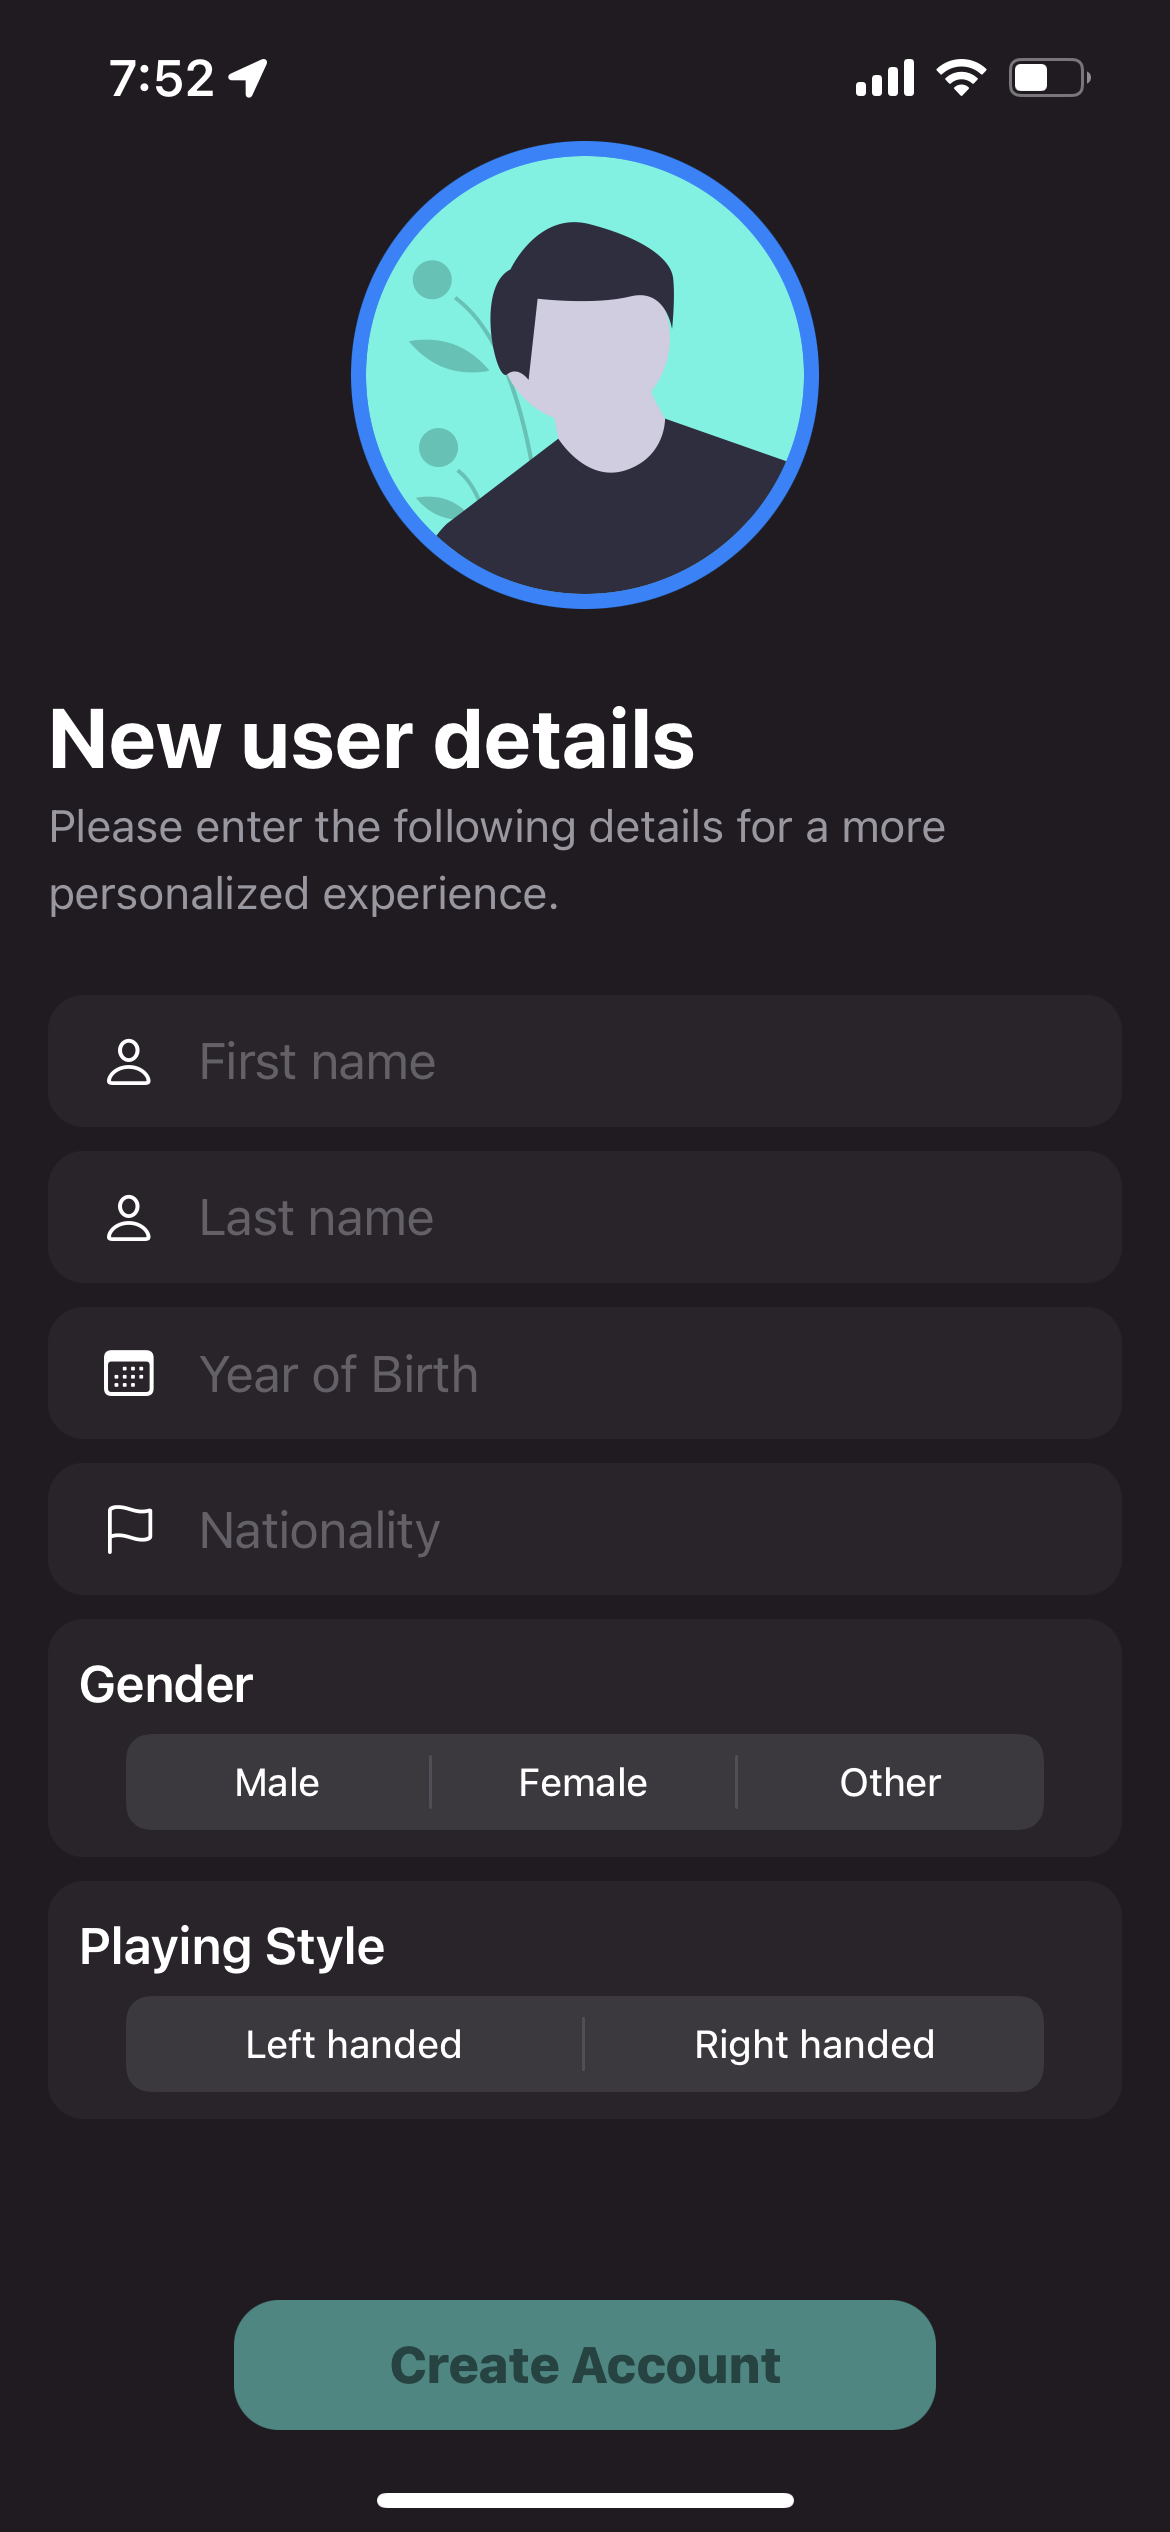 7:52
New user details
Please enter the following details for a more
personalized experience.
First name
Last name
Year of Birth
Nationality
Gender
Male Female Other
Playing Style
Left handed Right handed
Create Account